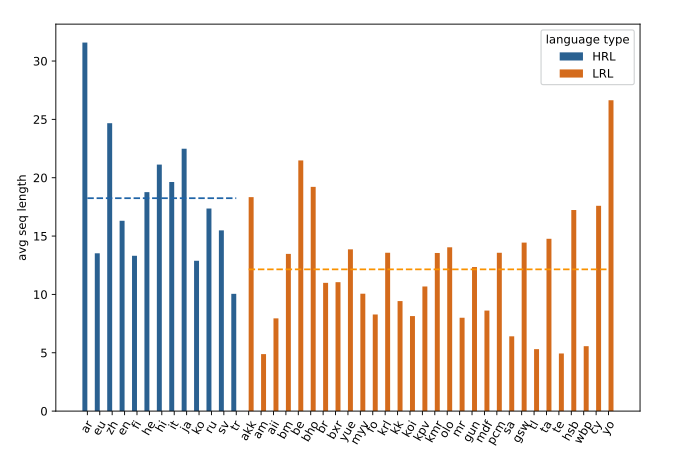 language type
HRL
LRL
avg seq length
30
25
20
15
10
5
0
ar eu zh en fi he hi it ja ko ru sv tr akk am aii bm be bho br bxr yue myv fo krl kk koi kpv kmr olo mr gun mdf pcm sa gsw tl ta te hsb wbp cy yo